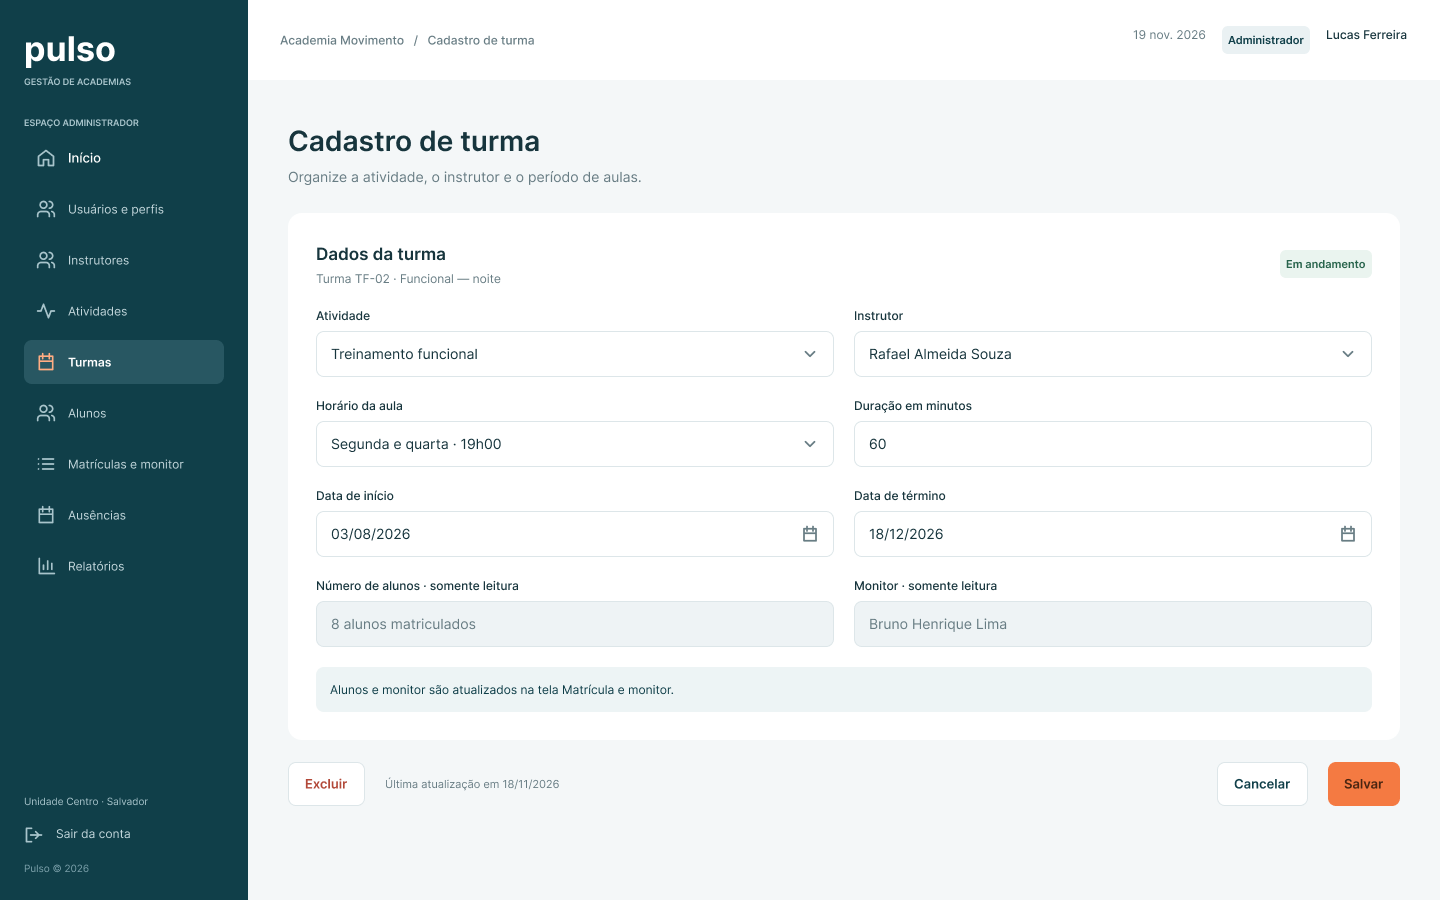 pulso
GESTÃO DE ACADEMIAS
ESPAÇO ADMINISTRADOR
Início
Usuários e perfis
Instrutores
Atividades
Turmas
Alunos
Matrículas e monitor
Ausências
Relatórios
Unidade Centro · Salvador
Sair da conta
Pulso © 2026
Academia Movimento / Cadastro de turma
19 nov. 2026 Administrador Lucas Ferreira
Cadastro de turma
Organize a atividade, o instrutor e o período de aulas.
Dados da turma
Turma TF-02 · Funcional — noite
Em andamento
Atividade
Treinamento funcional
Instrutor
Rafael Almeida Souza
Horário da aula
Segunda e quarta · 19h00
Duração em minutos
60
Data de início
03/08/2026
Data de término
18/12/2026
Número de alunos · somente leitura
8 alunos matriculados
Monitor · somente leitura
Bruno Henrique Lima
Alunos e monitor são atualizados na tela Matrícula e monitor.
Excluir
Última atualização em 18/11/2026
Cancelar
Salvar